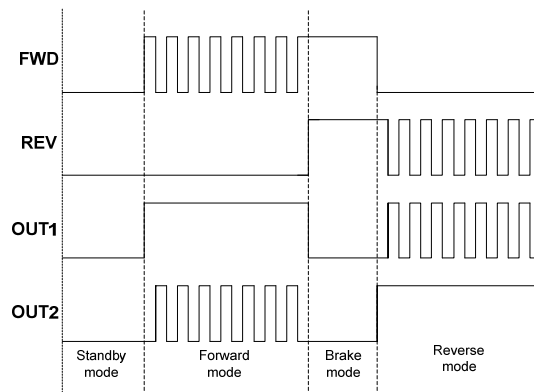 FWD
REV
OUT1
OUT2
Standby
mode
Forward
mode
Brake
mode
Reverse
mode